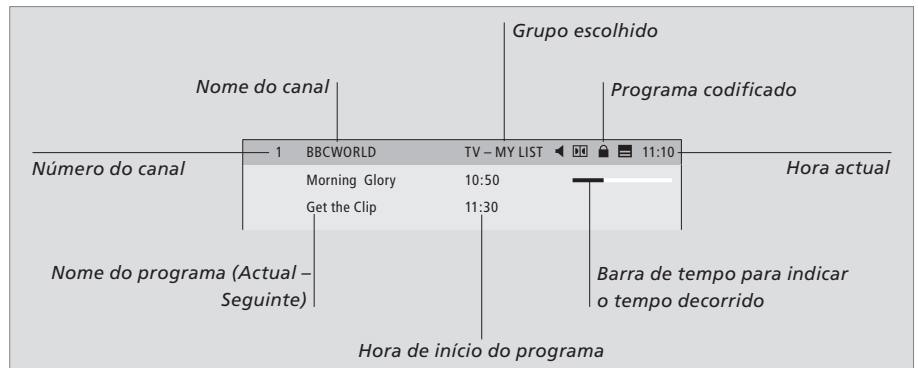 Grupo escolhido
Nome do canal
Programa codificado
Número do canal
1 BBCWORLD TV – MY LIST 11:10
Hora actual
Morning Glory 10:50
Get the Clip 11:30
Nome do programa (Actual –
Seguinte)
Barra de tempo para indicar
o tempo decorrido
Hora de início do programa